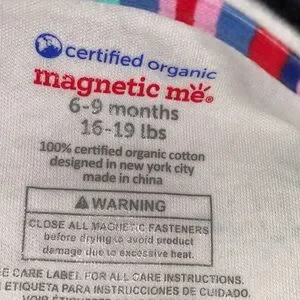 certified organic
magnetic me®
6-9 months
16-19 lbs
100% certified organic cotton
designed in new york city
made in china
⚠ WARNING
CLOSE ALL MAGNETIC FASTENERS
before drying to avoid product
damage due to excessive heat.
CARE LABEL FOR CARE INSTRUCTIONS.
ETIQUETA PARA INSTRUCCIONES DE CUIDADO.